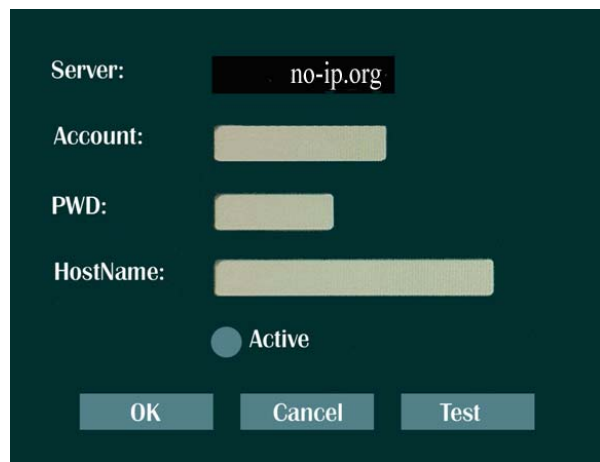 Server: no-ip.org
Account:
PWD:
HostName:
Active
OK Cancel Test